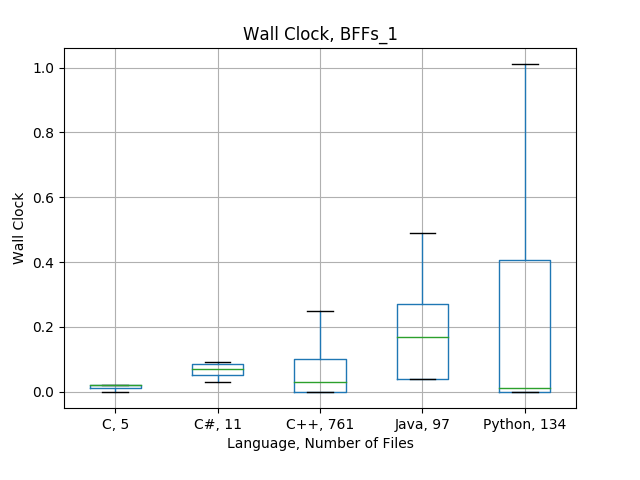 Wall Clock, BFFs_1
1.0
0.8
0.6
0.4
0.2
0.0
Wall Clock
C, 5
C#, 11
C++, 761
Java, 97
Python, 134
Language, Number of Files